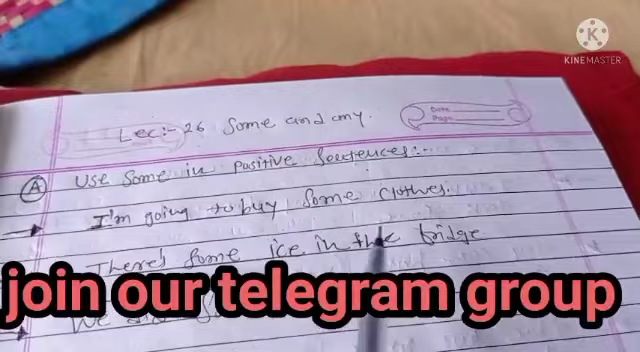 KINEMASTER
Lec:- 26 Some and any.
Date
Page
A Use Some in positive Sentences:-
I'm going to buy some clothes.
There's some ice in the fridge
join our telegram group
We